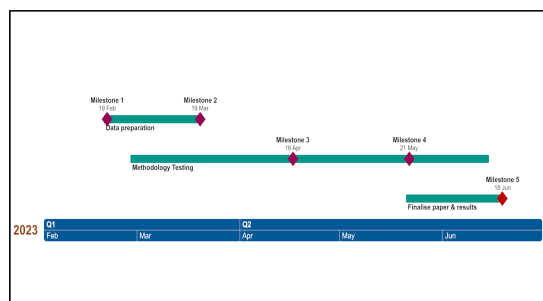 Milestone 1
19 Feb
Milestone 2
19 Mar
Data preparation
Milestone 3
16 Apr
Milestone 4
21 May
Methodology Testing
Milestone 5
18 Jun
Finalise paper & results
2023
Q1
Q2
Feb
Mar
Apr
May
Jun